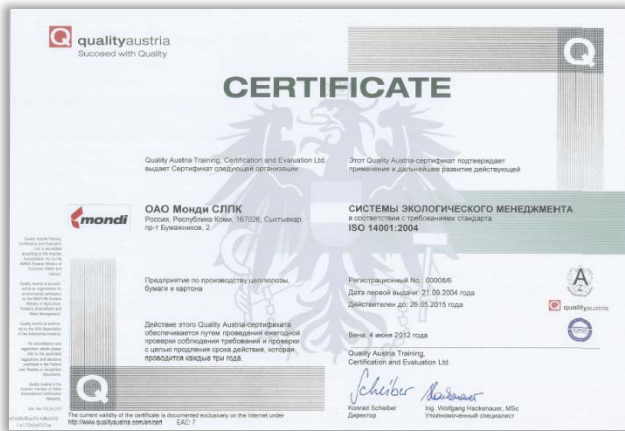 qualityaustria
Succeed with Quality
Q
CERTIFICATE
Quality Austria Training, Certification and Evaluation Ltd.
выдает Сертификат следующей организации:
Этот Quality Austria-сертификат подтверждает
применение и дальнейшее развитие действующей
mondi
ОАО Монди СЛПК
Россия, Республика Коми, 167026, Сыктывкар,
пр-т Бумажников, 2
СИСТЕМЫ ЭКОЛОГИЧЕСКОГО МЕНЕДЖМЕНТА
в соответствии с требованиями стандарта
ISO 14001:2004
Предприятие по производству целлюлозы,
бумаги и картона
Регистрационный No.: 00008/6
Дата первой выдачи: 21.09.2004 года
Действителен до: 26.05.2015 года
qualityaustria
Действие этого Quality Austria-сертификата
обеспечивается путем проведения ежегодной
проверки соблюдения требований и проверки
с целью продления срока действия, которая
проводится каждые три года.
Вена, 4 июня 2012 года
Quality Austria Training,
Certification and Evaluation Ltd.
Konrad Scheiber
Директор
Ing. Wolfgang Hackenauer, MSc
Уполномоченный специалист
Q
The current validity of the certificate is documented exclusively on the Internet under
http://www.qualityaustria.com/en/cert
EAC: 7